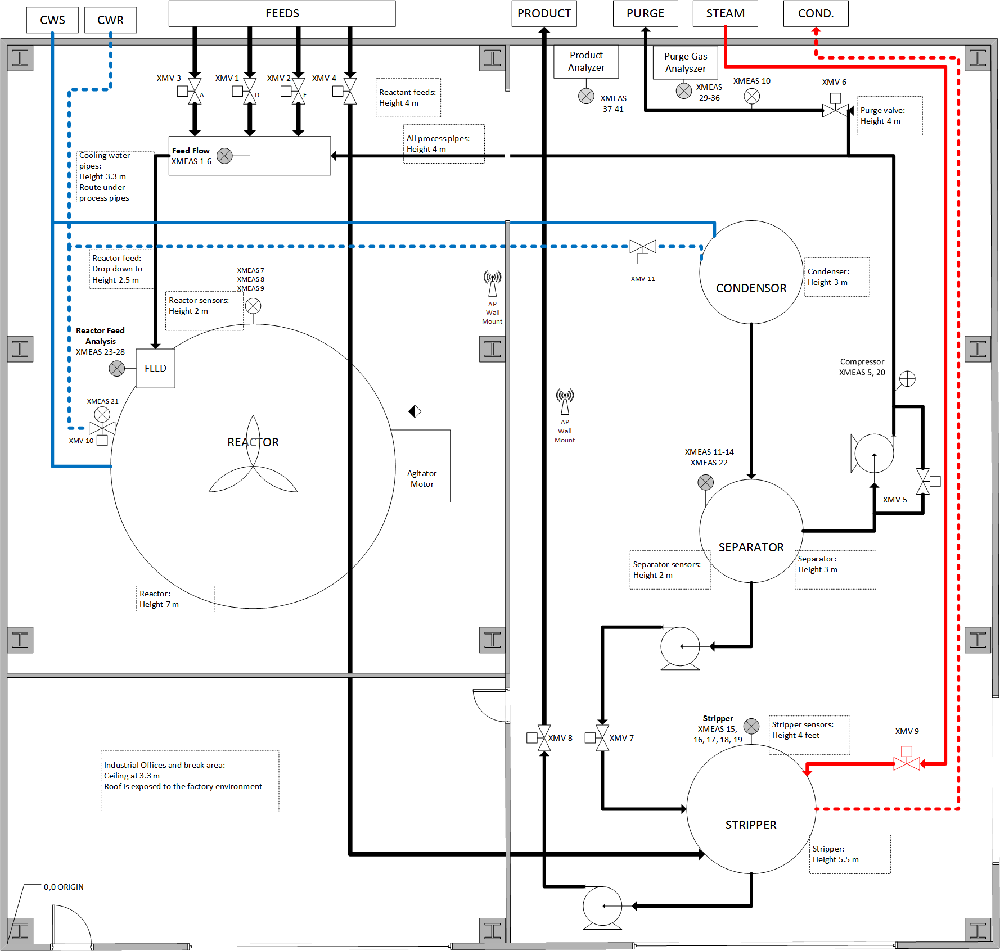 CWS
CWR
FEEDS
PRODUCT
PURGE
STEAM
COND.
XMV 3
XMV 1
XMV 2
XMV 4
A
D
E
Reactant feeds:
Height 4 m
Product
Analyzer
XMEAS
37-41
Purge Gas
Analyszer
XMEAS
29-36
XMEAS 10
XMV 6
Purge valve:
Height 4 m
All process pipes:
Height 4 m
Feed Flow
XMEAS 1-6
Cooling water
pipes:
Height 3.3 m
Route under
process pipes
Reactor feed:
Drop down to
Height 2.5 m
XMEAS 7
XMEAS 8
XMEAS 9
Reactor sensors:
Height 2 m
AP
Wall
Mount
XMV 11
CONDENSOR
Condenser:
Height 3 m
Reactor Feed
Analysis
XMEAS 23-28
FEED
XMEAS 21
XMV 10
REACTOR
Agitator
Motor
AP
Wall
Mount
Compressor
XMEAS 5, 20
XMEAS 11-14
XMEAS 22
XMV 5
SEPARATOR
Separator sensors:
Height 2 m
Separator:
Height 3 m
Reactor:
Height 7 m
Stripper
XMEAS 15,
16, 17, 18, 19
Stripper sensors:
Height 4 feet
XMV 8
XMV 7
XMV 9
Industrial Offices and break area:
Ceiling at 3.3 m
Roof is exposed to the factory environment
STRIPPER
Stripper:
Height 5.5 m
0,0 ORIGIN